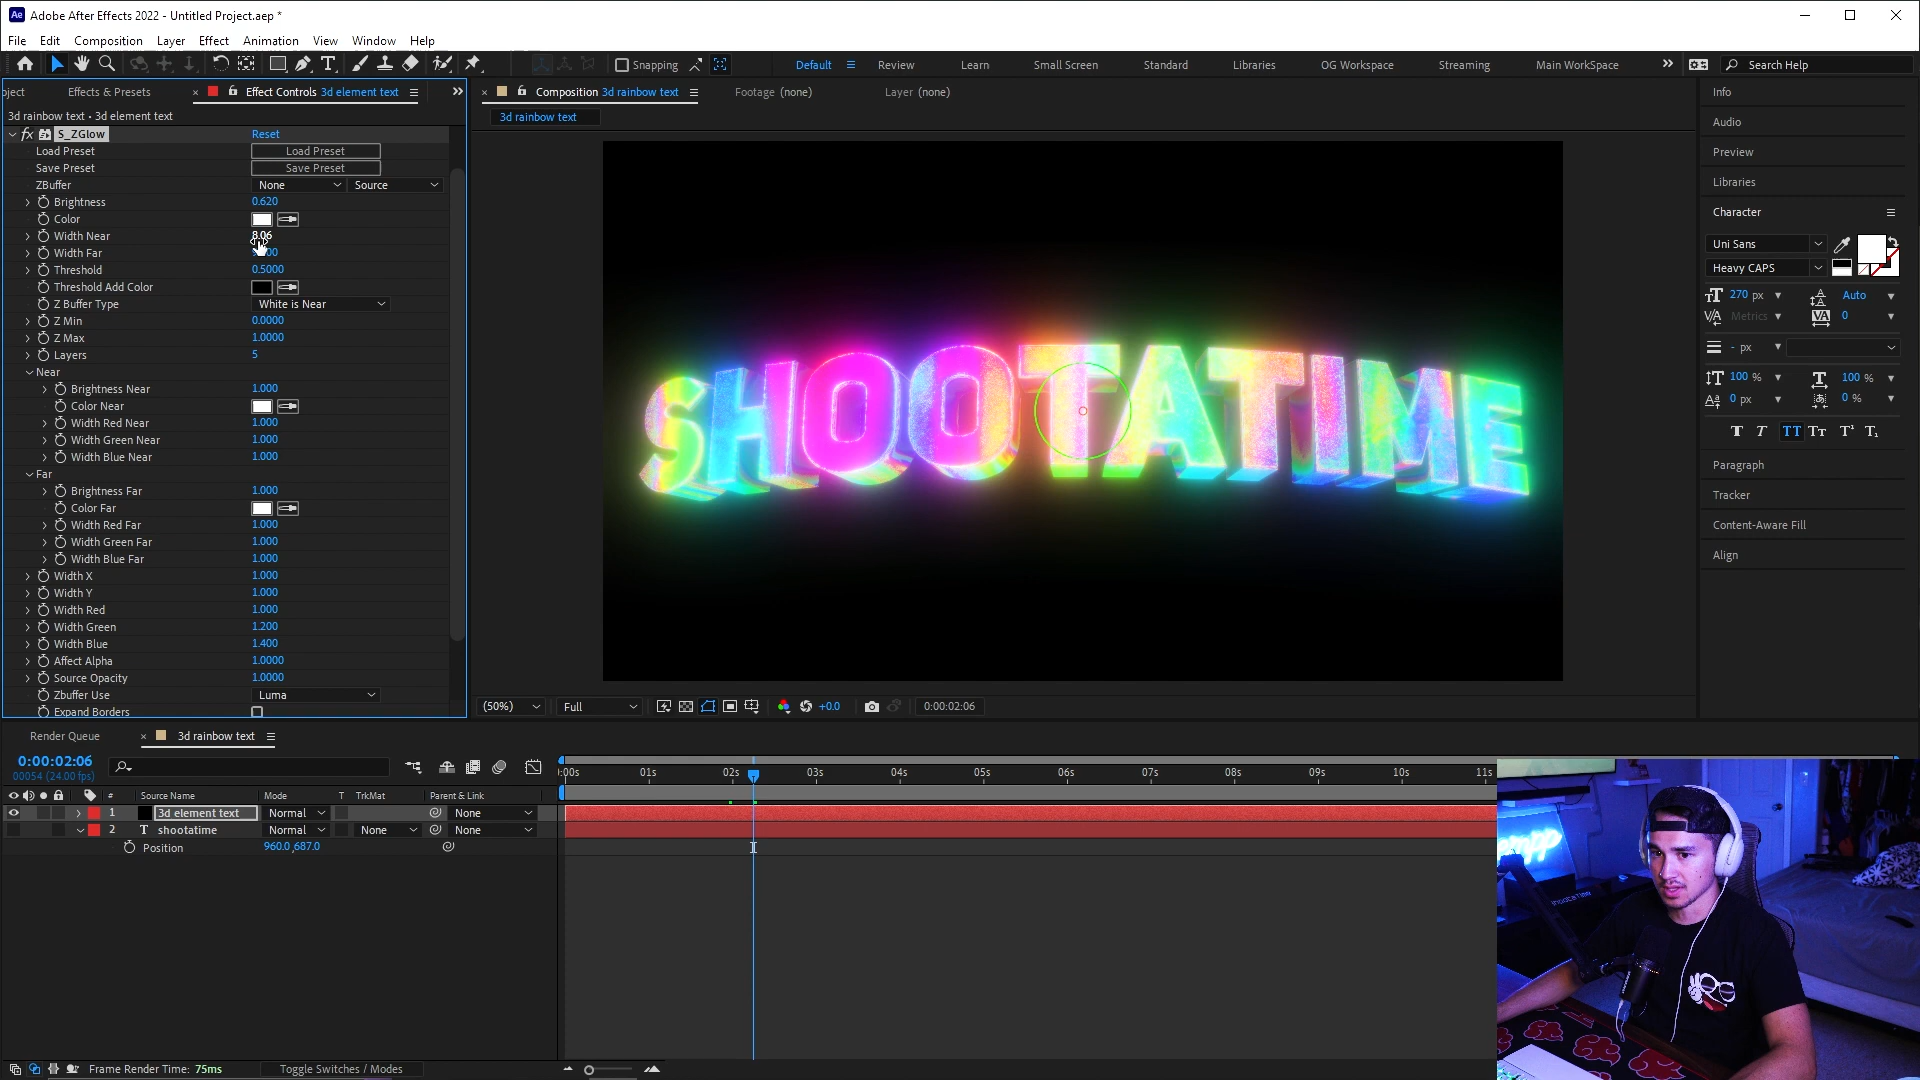 Ae Adobe After Effects 2022 - Untitled Project.aep *
File Edit Composition Layer Effect Animation View Window Help
Snapping
Default Review Learn Small Screen Standard Libraries OG Workspace Streaming Main WorkSpace
Search Help
oject Effects & Presets × Effect Controls 3d element text
3d rainbow text • 3d element text
fx S_ZGlow Reset
Load Preset Load Preset
Save Preset Save Preset
ZBuffer None Source
Brightness 0.620
Color
Width Near 8.06
Width Far
Threshold 0.5000
Threshold Add Color
Z Buffer Type White is Near
Z Min 0.0000
Z Max 1.0000
Layers 5
Near
Brightness Near 1.000
Color Near
Width Red Near 1.000
Width Green Near 1.000
Width Blue Near 1.000
Far
Brightness Far 1.000
Color Far
Width Red Far 1.000
Width Green Far 1.000
Width Blue Far 1.000
Width X 1.000
Width Y 1.000
Width Red 1.000
Width Green 1.200
Width Blue 1.400
Affect Alpha 1.0000
Source Opacity 1.0000
Zbuffer Use Luma
Expand Borders
× Composition 3d rainbow text Footage (none) Layer (none)
3d rainbow text
SHOOTATIME
(50%) Full +0.0 0:00:02:06
Info
Audio
Preview
Libraries
Character
Uni Sans
Heavy CAPS
270 px Auto
Metrics 0
- px
100 % 100 %
0 px 0 %
T T TT Tт T¹ T₁
Paragraph
Tracker
Content-Aware Fill
Align
Render Queue × 3d rainbow text
0:00:02:06
00054 (24.00 fps)
:00s 01s 02s 03s 04s 05s 06s 07s 08s 09s 10s 11s
# Source Name Mode T TrkMat Parent & Link
1 3d element text Normal None
2 T shootatime Normal None None
Position 960.0,687.0
shootatime
Frame Render Time: 75ms Toggle Switches / Modes